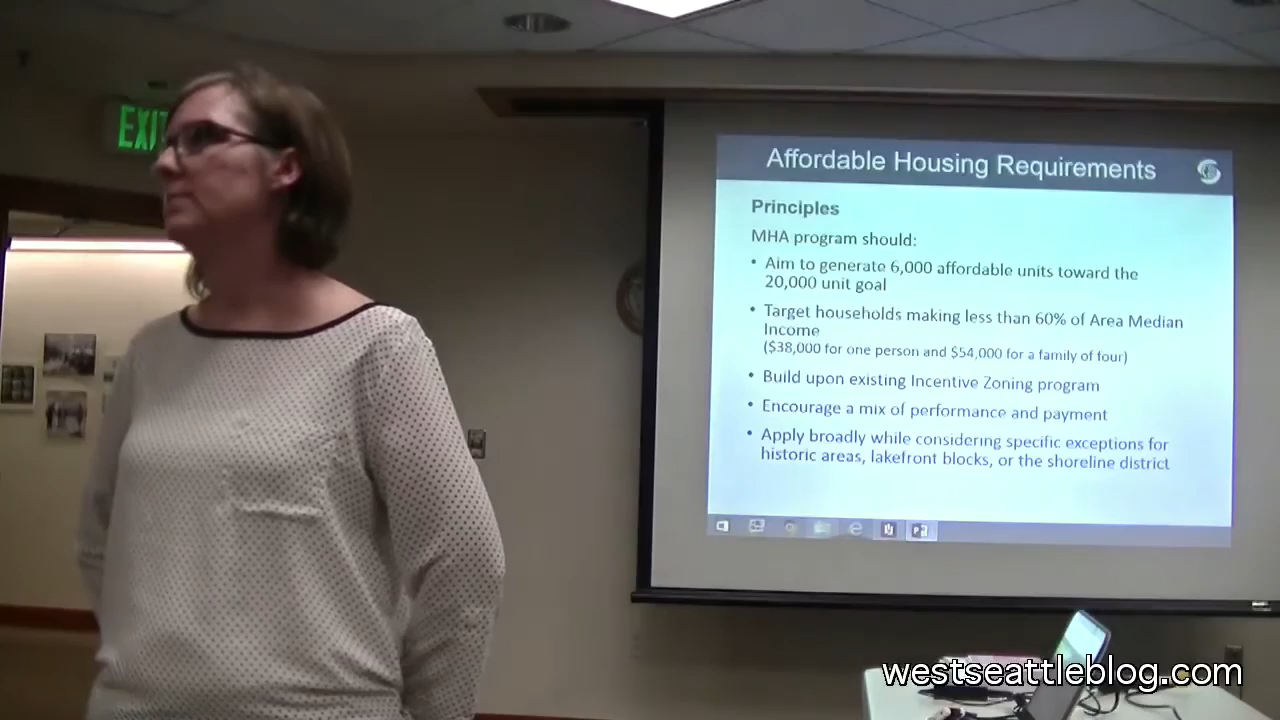 EXIT
Affordable Housing Requirements
Principles
MHA program should:
• Aim to generate 6,000 affordable units toward the
20,000 unit goal
• Target households making less than 60% of Area Median
Income
($38,000 for one person and $54,000 for a family of four)
• Build upon existing Incentive Zoning program
• Encourage a mix of performance and payment
• Apply broadly while considering specific exceptions for
historic areas, lakefront blocks, or the shoreline district
westseattleblog.com